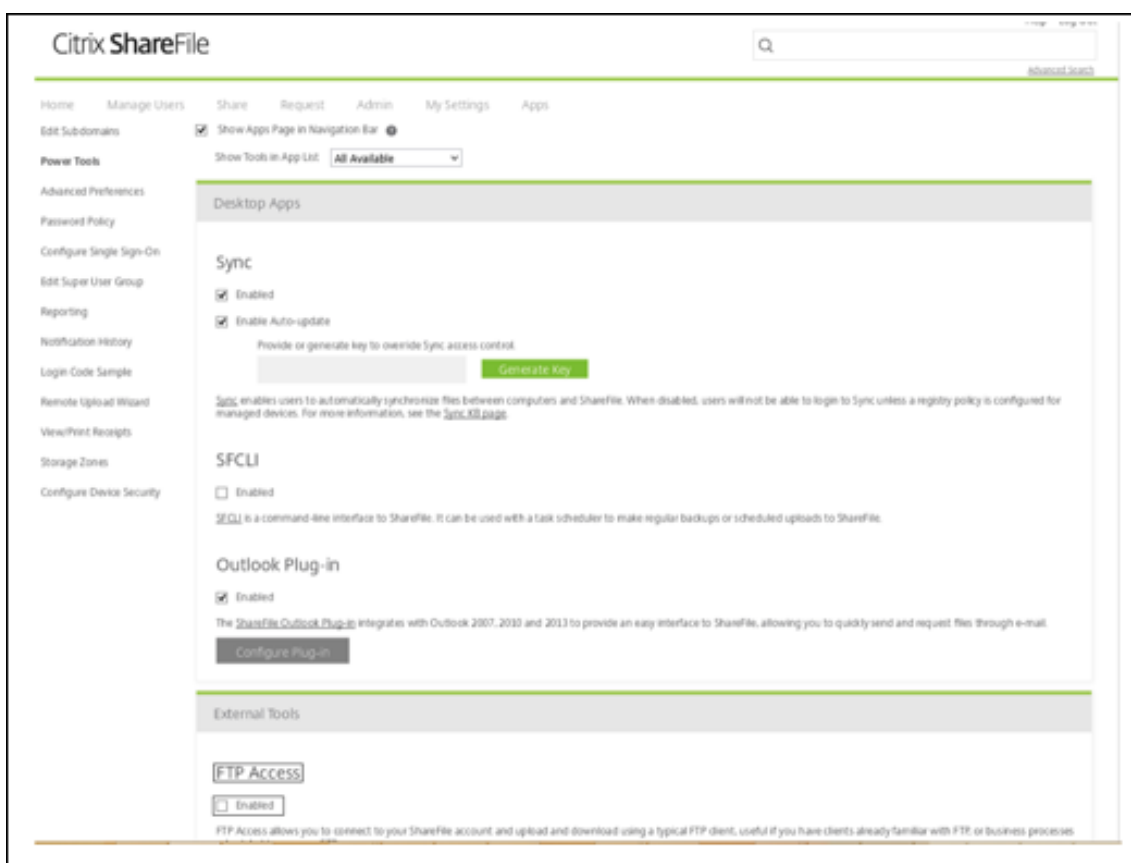 Citrix ShareFile
Advanced Search
Home Manage Users Share Request Admin My Settings Apps
Edit Subdomains
Show Apps Page in Navigation Bar
Power Tools
Show Tools in App List: All Available
Advanced Preferences
Password Policy
Configure Single Sign-On
Edit Super User Group
Reporting
Notification History
Login Code Sample
Remote Upload Wizard
View/Print Receipts
Storage Zones
Configure Device Security
Desktop Apps
Sync
Enabled
Enable Auto-update
Provide or generate key to override Sync access control.
Generate Key
Sync enables users to automatically synchronize files between computers and ShareFile. When disabled, users will not be able to login to Sync unless a registry policy is configured for
managed devices. For more information, see the Sync KB page.
SFCLI
Enabled
SFCLI is a command-line interface to ShareFile. It can be used with a task scheduler to make regular backups or scheduled uploads to ShareFile.
Outlook Plug-in
Enabled
The ShareFile Outlook Plug-in integrates with Outlook 2007, 2010 and 2013 to provide an easy interface to ShareFile, allowing you to quickly send and request files through e-mail.
Configure Plug-in
External Tools
FTP Access
Enabled
FTP Access allows you to connect to your ShareFile account and upload and download using a typical FTP client, useful if you have clients already familiar with FTP, or business processes